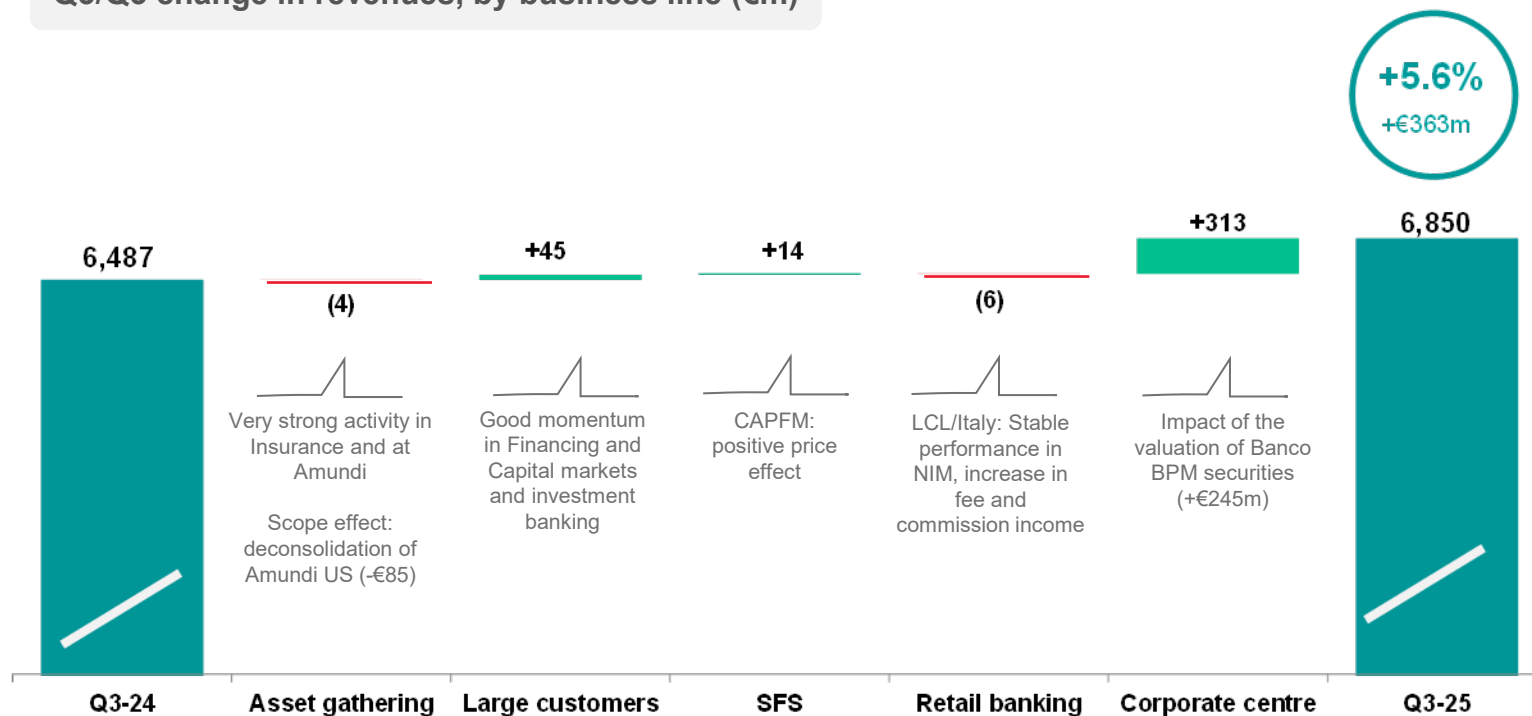 +5.6%
+€363m
6,487
(4)
+45
+14
(6)
+313
6,850
Very strong activity in
Insurance and at
Amundi
Scope effect:
deconsolidation of
Amundi US (-€85)
Good momentum
in Financing and
Capital markets
and investment
banking
CAPFM:
positive price
effect
LCL/Italy: Stable
performance in
NIM, increase in
fee and
commission income
Impact of the
valuation of Banco
BPM securities
(+€245m)
Q3-24
Asset gathering
Large customers
SFS
Retail banking
Corporate centre
Q3-25